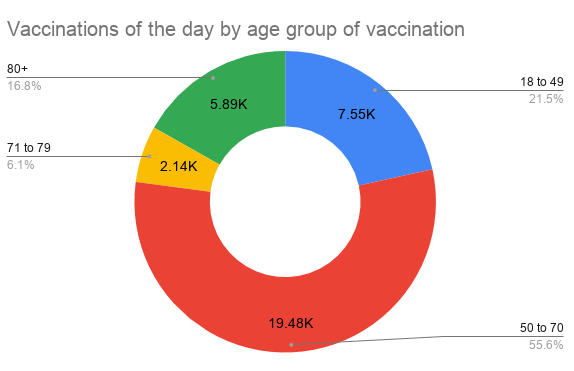 Vaccinations of the day by age group of vaccination
80+
16.8%
5.89K
7.55K
18 to 49
21.5%
71 to 79
6.1%
2.14K
19.48K
50 to 70
55.6%